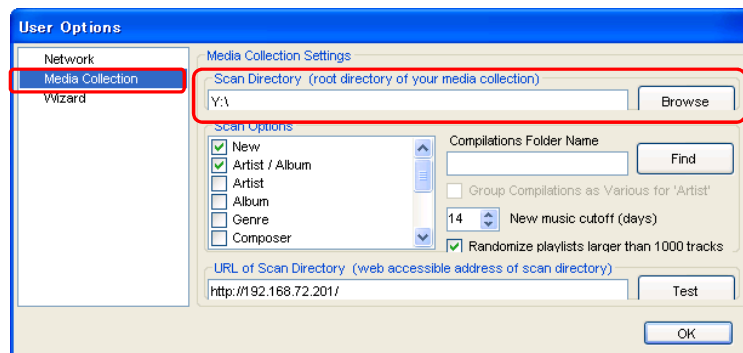 User Options
Network
Media Collection
Wizard
Media Collection Settings
Scan Directory (root directory of your media collection)
Y:\
Browse
Scan Options
New
Artist / Album
Artist
Album
Genre
Composer
Compilations Folder Name
Find
Group Compilations as Various for 'Artist'
14 New music cutoff (days)
Randomize playlists larger than 1000 tracks
URL of Scan Directory (web accessible address of scan directory)
http://192.168.72.201/
Test
OK